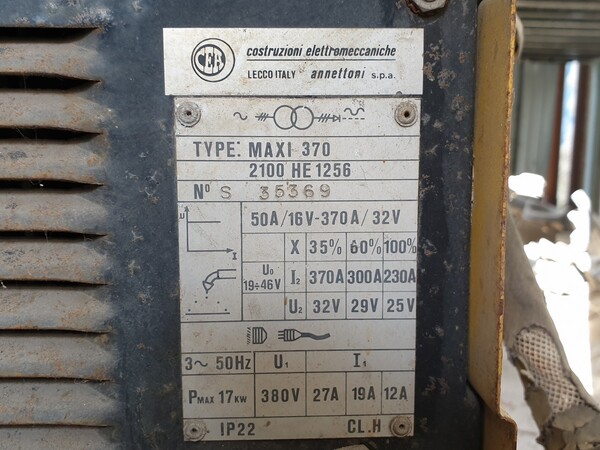 CEA costruzioni elettromeccaniche
LECCO ITALY annettoni s.p.a.
TYPE: MAXI 370
2100 HE 1256
Nº S 35369
U
I
50A/16V-370A/32V
X 35% 60% 100%
U₀ 19÷46V
I₂ 370A 300A 230A
U₂ 32V 29V 25V
3~ 50Hz U₁ I₁
PMAX 17KW 380V 27A 19A 12A
IP22 CL.H